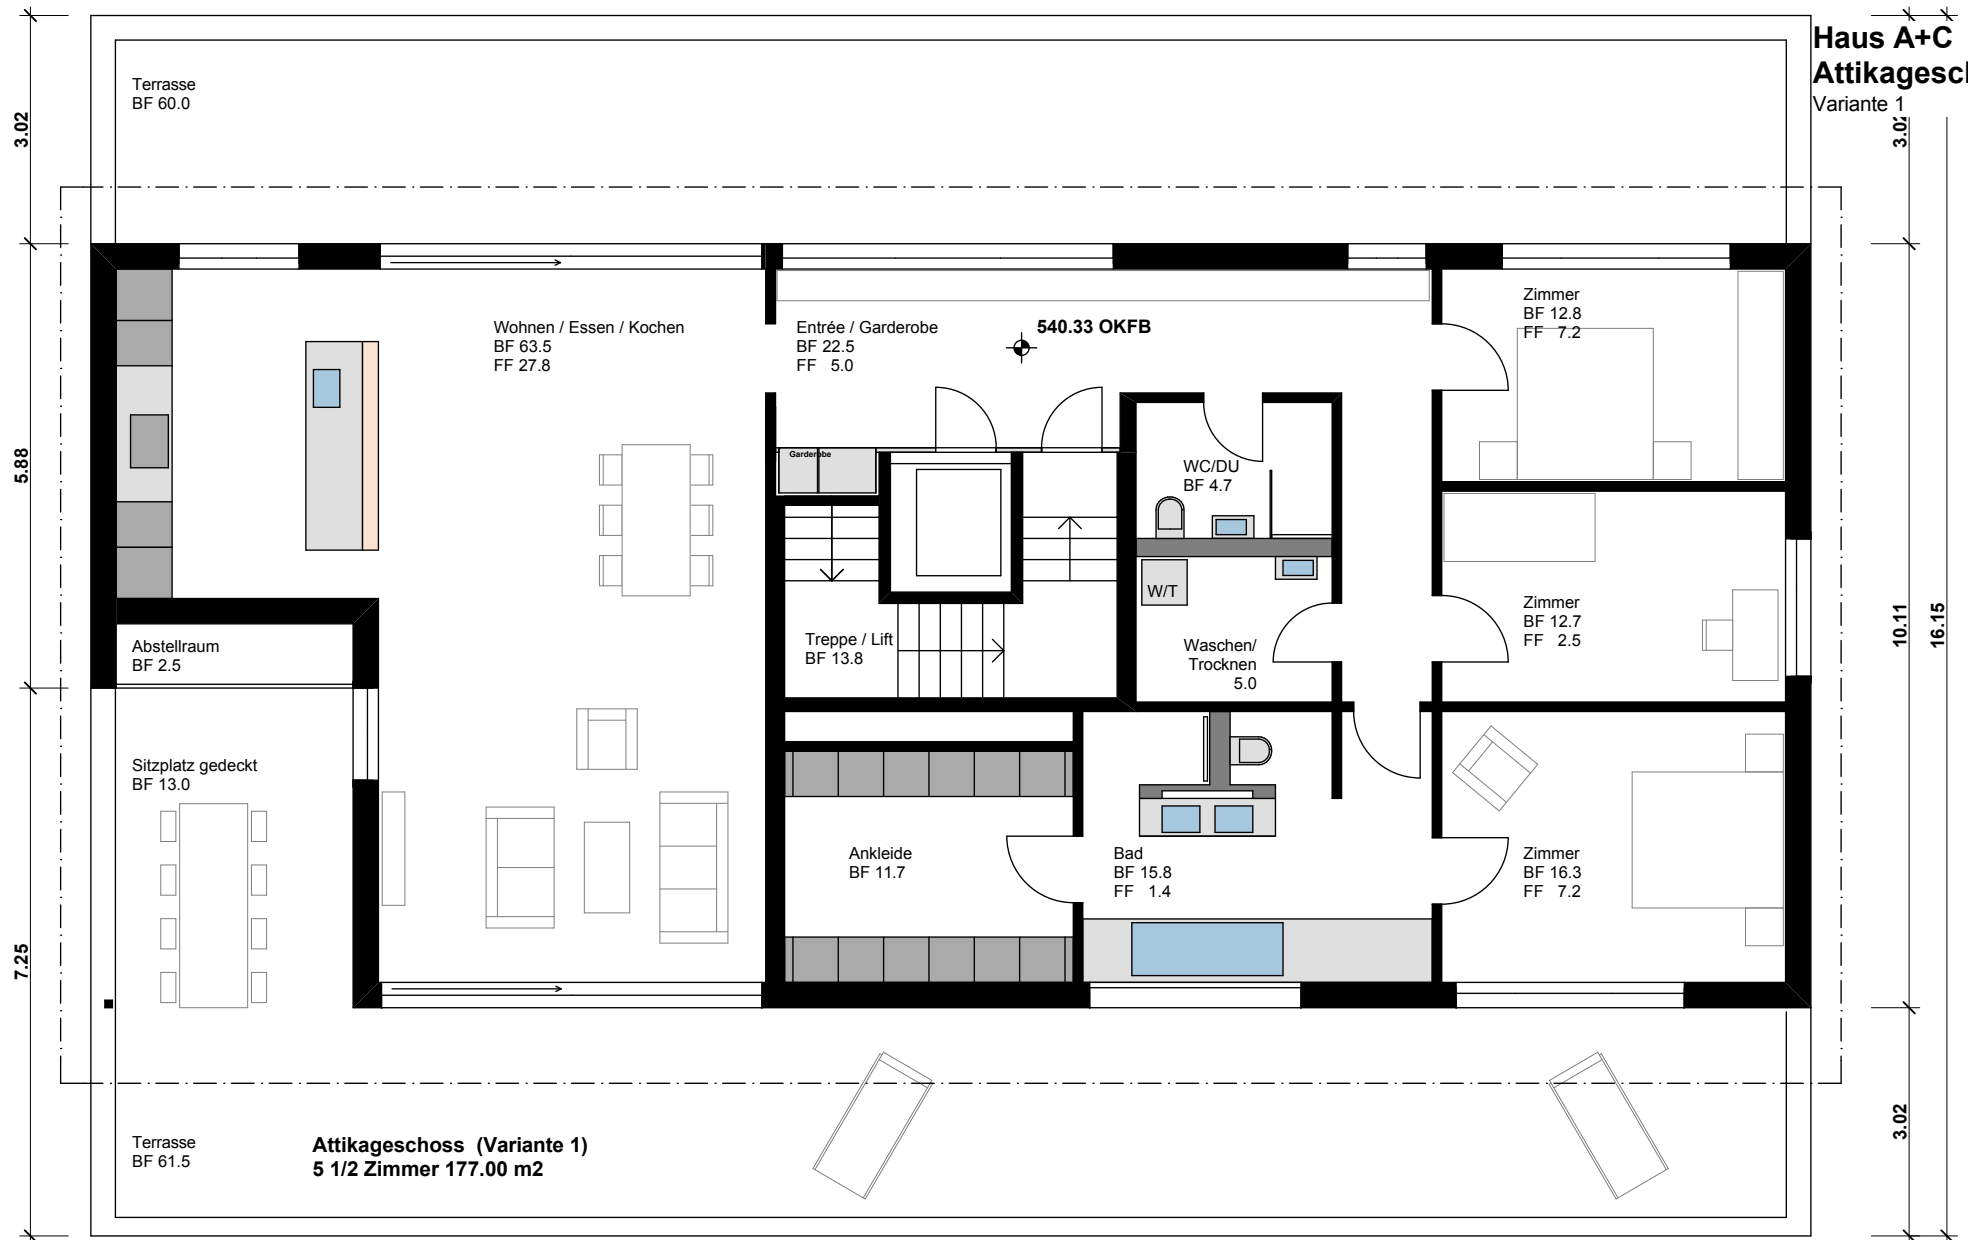 Haus A+C
Variante 1
Terrasse
BF 60.0
3.02
3.02
Wohnen / Essen / Kochen
BF 63.5
FF 27.8
Entrée / Garderobe
BF 22.5
FF 5.0
540.33 OKFB
Zimmer
BF 12.8
FF 7.2
Garderobe
WC/DU
BF 4.7
5.88
W/T
Zimmer
BF 12.7
FF 2.5
10.11
16.15
Abstellraum
BF 2.5
Treppe / Lift
BF 13.8
Waschen/
Trocknen
5.0
Sitzplatz gedeckt
BF 13.0
Ankleide
BF 11.7
Bad
BF 15.8
FF 1.4
Zimmer
BF 16.3
FF 7.2
7.25
3.02
Terrasse
BF 61.5
Attikageschoss (Variante 1)
5 1/2 Zimmer 177.00 m2